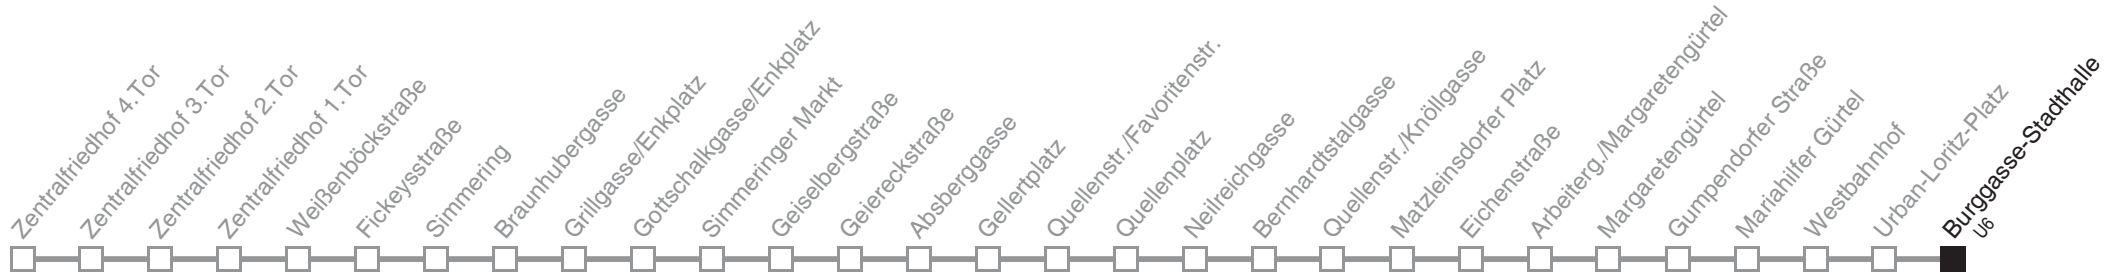 Zentralfriedhof 4.Tor
Zentralfriedhof 3.Tor
Zentralfriedhof 2.Tor
Zentralfriedhof 1.Tor
Weißenböckstraße
Fickeysstraße
Simmering
Braunhubergasse
Grillgasse/Enkplatz
Gottschalkgasse/Enkplatz
Simmeringer Markt
Geiselbergstraße
Geiereckstraße
Absberggasse
Gellertplatz
Quellenstr./Favoritenstr.
Quellenplatz
Neilreichgasse
Bernhardtstalgasse
Quellenstr./Knöllgasse
Matzleinsdorfer Platz
Eichenstraße
Arbeiterg./Margaretengürtel
Margaretengürtel
Gumpendorfer Straße
Mariahilfer Gürtel
Westbahnhof
Urban-Loritz-Platz
Burggasse-Stadthalle
U6